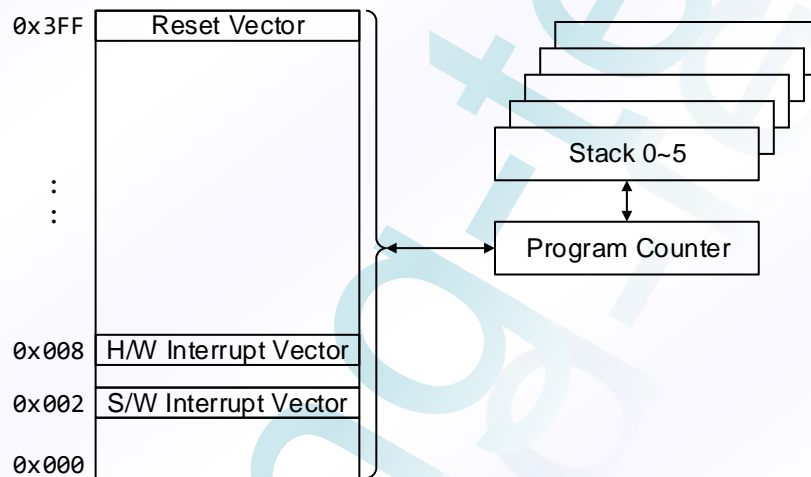 0x3FF Reset Vector
Stack 0~5
:
:
Program Counter
0x008 H/W Interrupt Vector
0x002 S/W Interrupt Vector
0x000